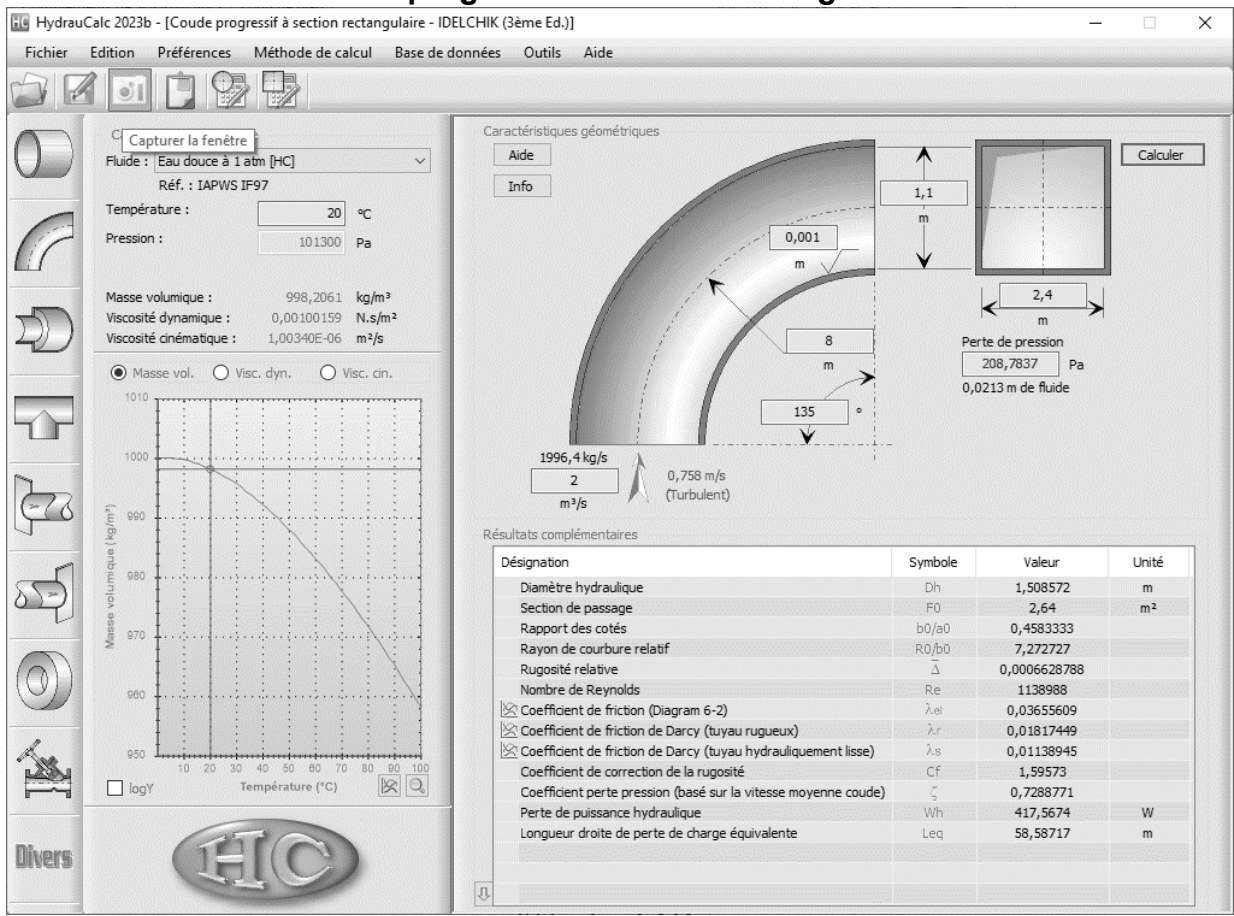 HydrauCalc 2023b - [Coude progressif à section rectangulaire - IDELCHIK (3ème Ed.)]
Fichier Edition Préférences Méthode de calcul Base de données Outils Aide
Capturer la fenêtre
Fluide : Eau douce à 1 atm [HC]
Réf. : IAPWS IF97
Température : 20 °C
Pression : 101300 Pa
Masse volumique : 998,2061 kg/m³
Viscosité dynamique : 0,00100159 N.s/m²
Viscosité cinématique : 1,00340E-06 m²/s
Masse vol. Visc. dyn. Visc. cin.
1010
1000
990
980
970
960
950
Masse volumique (kg/m³)
10 20 30 40 50 60 70 80 90 100
logY Température (°C)
Divers
HC
Caractéristiques géométriques
Aide
Info
Calculer
1,1
m
0,001
m
2,4
m
8
m
Perte de pression
208,7837 Pa
0,0213 m de fluide
135 °
1996,4 kg/s
2
m³/s
0,758 m/s
(Turbulent)
Résultats complémentaires
Désignation Symbole Valeur Unité
Diamètre hydraulique Dh 1,508572 m
Section de passage F0 2,64 m²
Rapport des cotés b0/a0 0,4583333
Rayon de courbure relatif R0/b0 7,272727
Rugosité relative Δ̅ 0,0006628788
Nombre de Reynolds Re 1138988
Coefficient de friction (Diagram 6-2) λel 0,03655609
Coefficient de friction de Darcy (tuyau rugueux) λr 0,01817449
Coefficient de friction de Darcy (tuyau hydrauliquement lisse) λs 0,01138945
Coefficient de correction de la rugosité Cf 1,59573
Coefficient perte pression (basé sur la vitesse moyenne coude) ζ 0,7288771
Perte de puissance hydraulique Wh 417,5674 W
Longueur droite de perte de charge équivalente Leq 58,58717 m